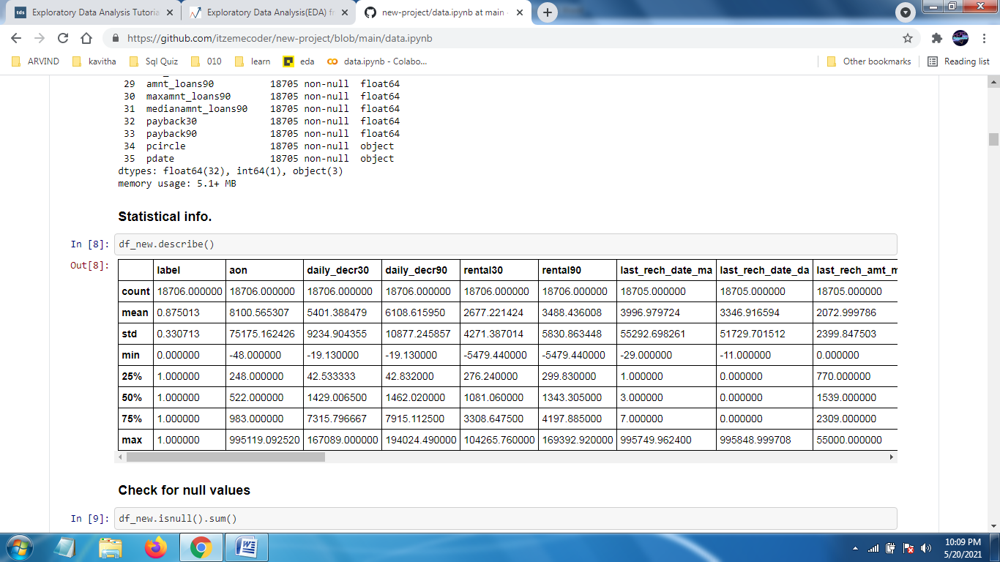 tds Exploratory Data Analysis Tutoria
Exploratory Data Analysis(EDA) fr
new-project/data.ipynb at main ·
https://github.com/itzemecoder/new-project/blob/main/data.ipynb
ARVIND kavitha Sql Quiz 010 learn eda data.ipynb - Colabo... Other bookmarks Reading list
29 amnt_loans90 18705 non-null float64
30 maxamnt_loans90 18705 non-null float64
31 medianamnt_loans90 18705 non-null float64
32 payback30 18705 non-null float64
33 payback90 18705 non-null float64
34 pcircle 18705 non-null object
35 pdate 18705 non-null object
dtypes: float64(32), int64(1), object(3)
memory usage: 5.1+ MB
Statistical info.
In [8]: df_new.describe()
Out[8]:
label aon daily_decr30 daily_decr90 rental30 rental90 last_rech_date_ma last_rech_date_da last_rech_amt_m
count 18706.000000 18706.000000 18706.000000 18706.000000 18706.000000 18706.000000 18705.000000 18705.000000 18705.000000
mean 0.875013 8100.565307 5401.388479 6108.615950 2677.221424 3488.436008 3996.979724 3346.916594 2072.999786
std 0.330713 75175.162426 9234.904355 10877.245857 4271.387014 5830.863448 55292.698261 51729.701512 2399.847503
min 0.000000 -48.000000 -19.130000 -19.130000 -5479.440000 -5479.440000 -29.000000 -11.000000 0.000000
25% 1.000000 248.000000 42.533333 42.832000 276.240000 299.830000 1.000000 0.000000 770.000000
50% 1.000000 522.000000 1429.006500 1462.020000 1081.060000 1343.305000 3.000000 0.000000 1539.000000
75% 1.000000 983.000000 7315.796667 7915.112500 3308.647500 4197.885000 7.000000 0.000000 2309.000000
max 1.000000 995119.092520 167089.000000 194024.490000 104265.760000 169392.920000 995749.962400 995848.999708 55000.000000
Check for null values
In [9]: df_new.isnull().sum()
10:09 PM
5/20/2021